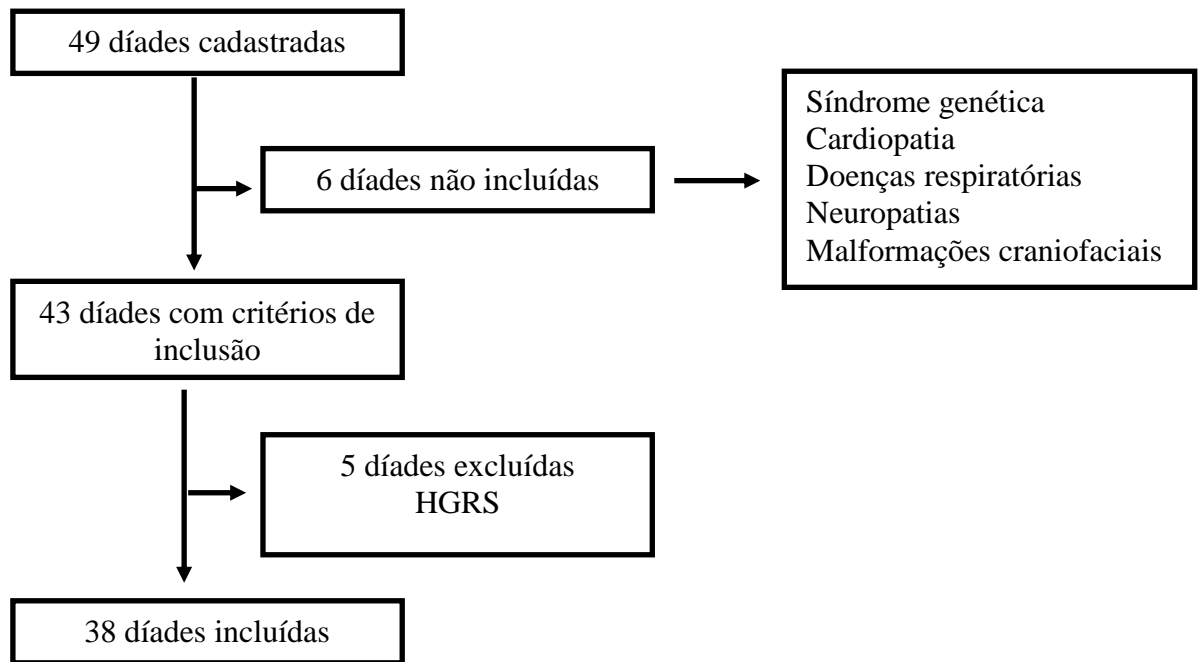 49 díades cadastradas
6 díades não incluídas
Síndrome genética
Cardiopatia
Doenças respiratórias
Neuropatias
Malformações craniofaciais
43 díades com critérios de
inclusão
5 díades excluídas
HGRS
38 díades incluídas